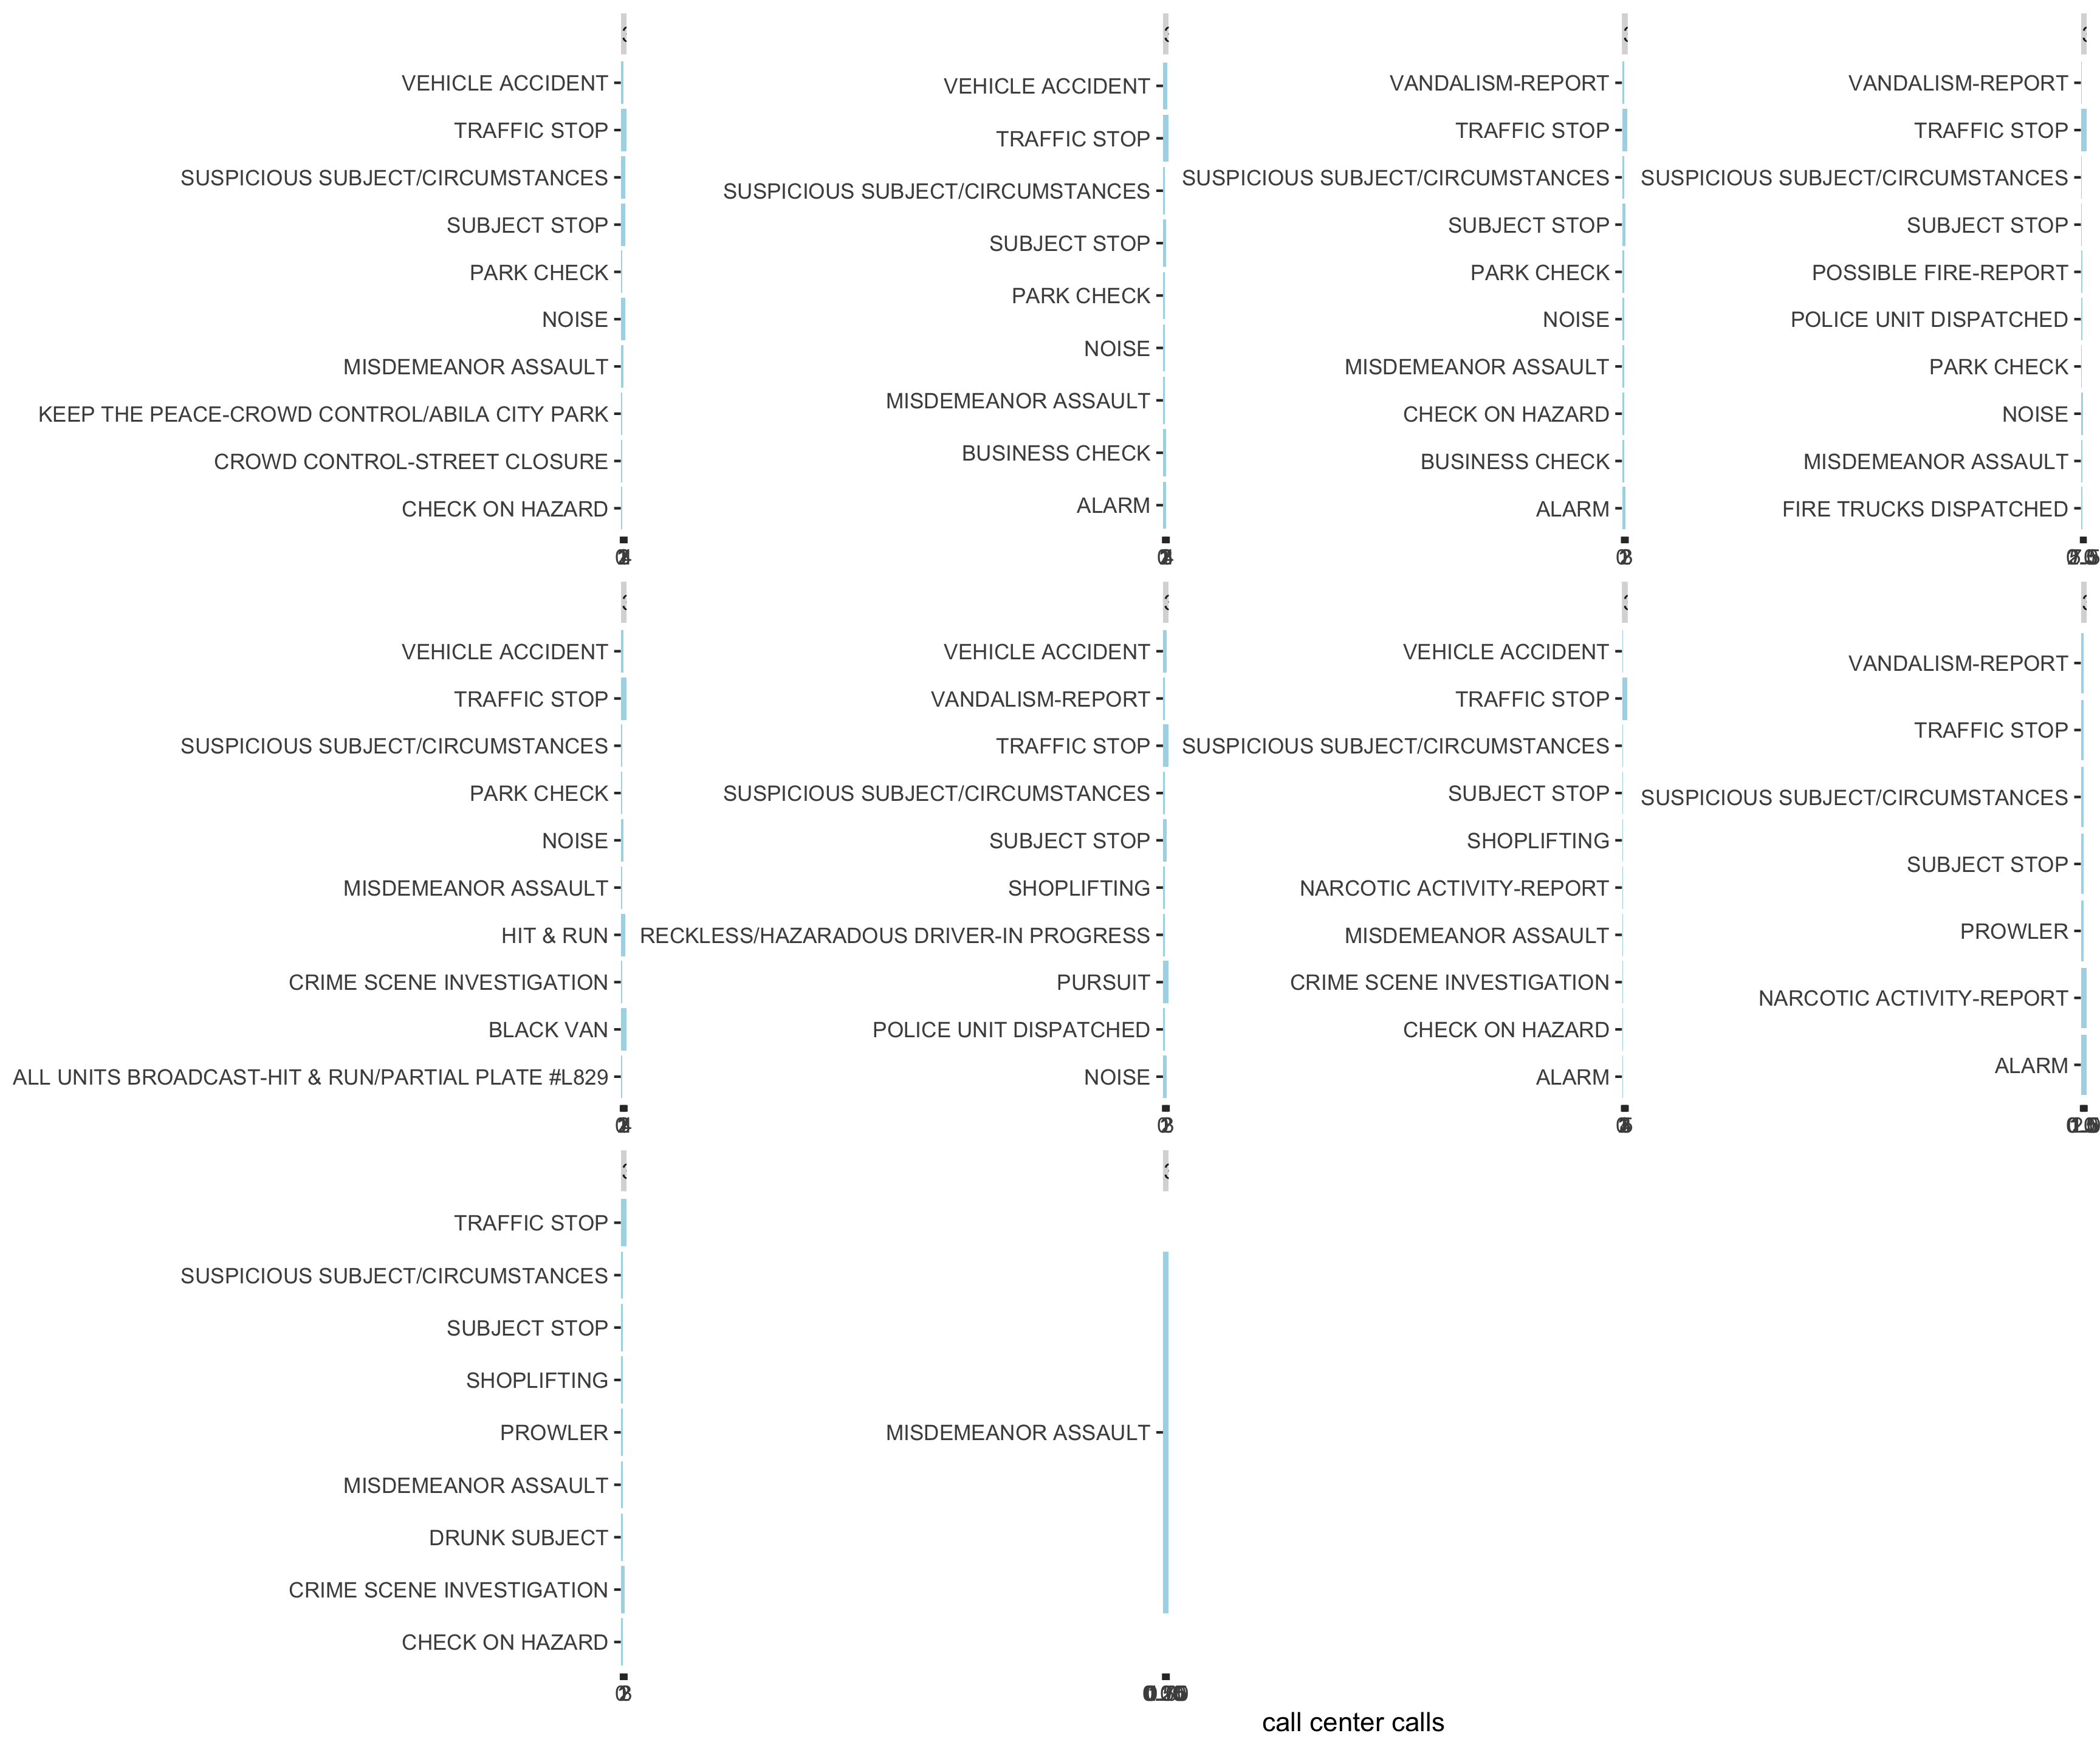 VEHICLE ACCIDENT
TRAFFIC STOP
SUSPICIOUS SUBJECT/CIRCUMSTANCES
SUBJECT STOP
PARK CHECK
NOISE
MISDEMEANOR ASSAULT
KEEP THE PEACE-CROWD CONTROL/ABILA CITY PARK
CROWD CONTROL-STREET CLOSURE
CHECK ON HAZARD
VEHICLE ACCIDENT
TRAFFIC STOP
SUSPICIOUS SUBJECT/CIRCUMSTANCES
SUBJECT STOP
PARK CHECK
NOISE
MISDEMEANOR ASSAULT
BUSINESS CHECK
ALARM
VANDALISM-REPORT
TRAFFIC STOP
SUSPICIOUS SUBJECT/CIRCUMSTANCES
SUBJECT STOP
PARK CHECK
NOISE
MISDEMEANOR ASSAULT
CHECK ON HAZARD
BUSINESS CHECK
ALARM
VANDALISM-REPORT
TRAFFIC STOP
SUSPICIOUS SUBJECT/CIRCUMSTANCES
SUBJECT STOP
POSSIBLE FIRE-REPORT
POLICE UNIT DISPATCHED
PARK CHECK
NOISE
MISDEMEANOR ASSAULT
FIRE TRUCKS DISPATCHED
VEHICLE ACCIDENT
TRAFFIC STOP
SUSPICIOUS SUBJECT/CIRCUMSTANCES
PARK CHECK
NOISE
MISDEMEANOR ASSAULT
HIT & RUN
CRIME SCENE INVESTIGATION
BLACK VAN
ALL UNITS BROADCAST-HIT & RUN/PARTIAL PLATE #L829
VEHICLE ACCIDENT
VANDALISM-REPORT
TRAFFIC STOP
SUSPICIOUS SUBJECT/CIRCUMSTANCES
SUBJECT STOP
SHOPLIFTING
RECKLESS/HAZARADOUS DRIVER-IN PROGRESS
PURSUIT
POLICE UNIT DISPATCHED
NOISE
VEHICLE ACCIDENT
TRAFFIC STOP
SUSPICIOUS SUBJECT/CIRCUMSTANCES
SUBJECT STOP
SHOPLIFTING
NARCOTIC ACTIVITY-REPORT
MISDEMEANOR ASSAULT
CRIME SCENE INVESTIGATION
CHECK ON HAZARD
ALARM
VANDALISM-REPORT
TRAFFIC STOP
SUSPICIOUS SUBJECT/CIRCUMSTANCES
SUBJECT STOP
PROWLER
NARCOTIC ACTIVITY-REPORT
ALARM
TRAFFIC STOP
SUSPICIOUS SUBJECT/CIRCUMSTANCES
SUBJECT STOP
SHOPLIFTING
PROWLER
MISDEMEANOR ASSAULT
DRUNK SUBJECT
CRIME SCENE INVESTIGATION
CHECK ON HAZARD
MISDEMEANOR ASSAULT
call center calls